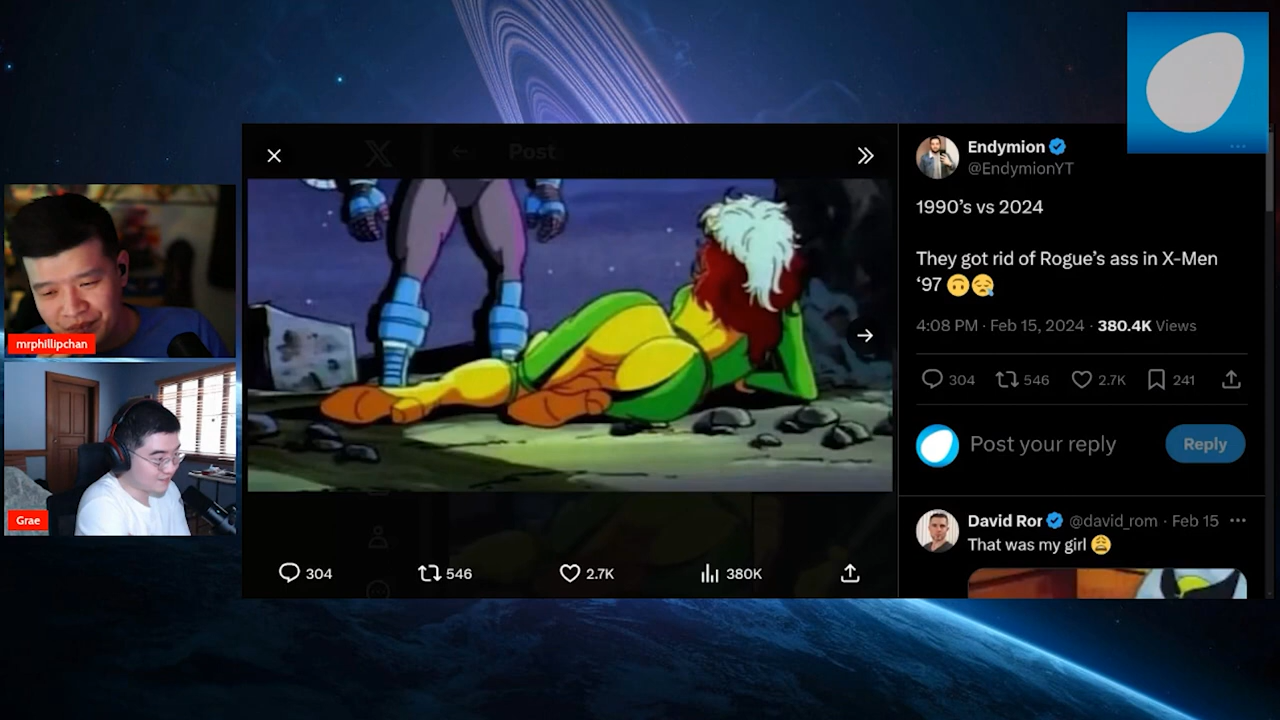 Post
Endymion
@EndymionYT
1990's vs 2024
They got rid of Rogue's ass in X-Men
‘97 🙃😪
4:08 PM · Feb 15, 2024 · 380.4K Views
304 546 2.7K 241
Post your reply
Reply
David Ror @david_rom · Feb 15
That was my girl 😩
304 546 2.7K 380K
mrphillipchan
Grae